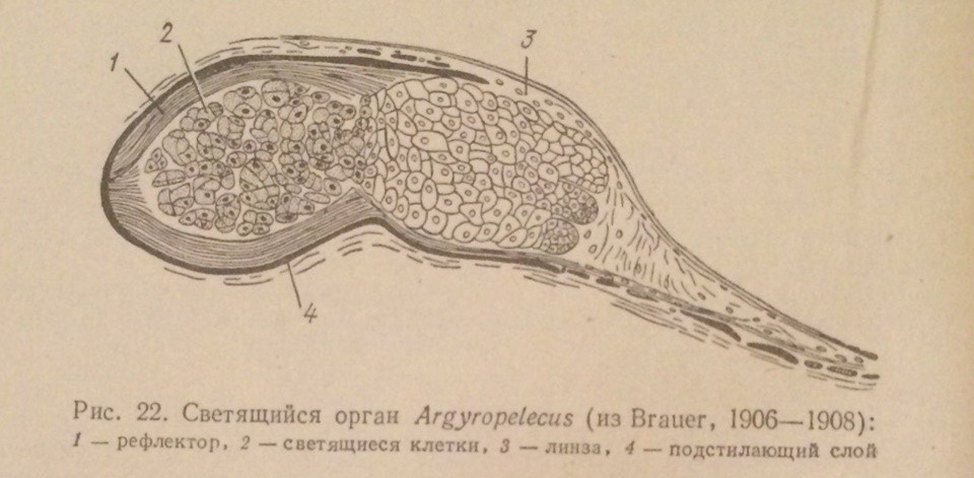 2
3
1
4
Рис. 22. Светящийся орган Argyropelecus (из Brauer, 1906—1908):
1 — рефлектор, 2 — светящиеся клетки, 3 — линза, 4 — подстилающий слой